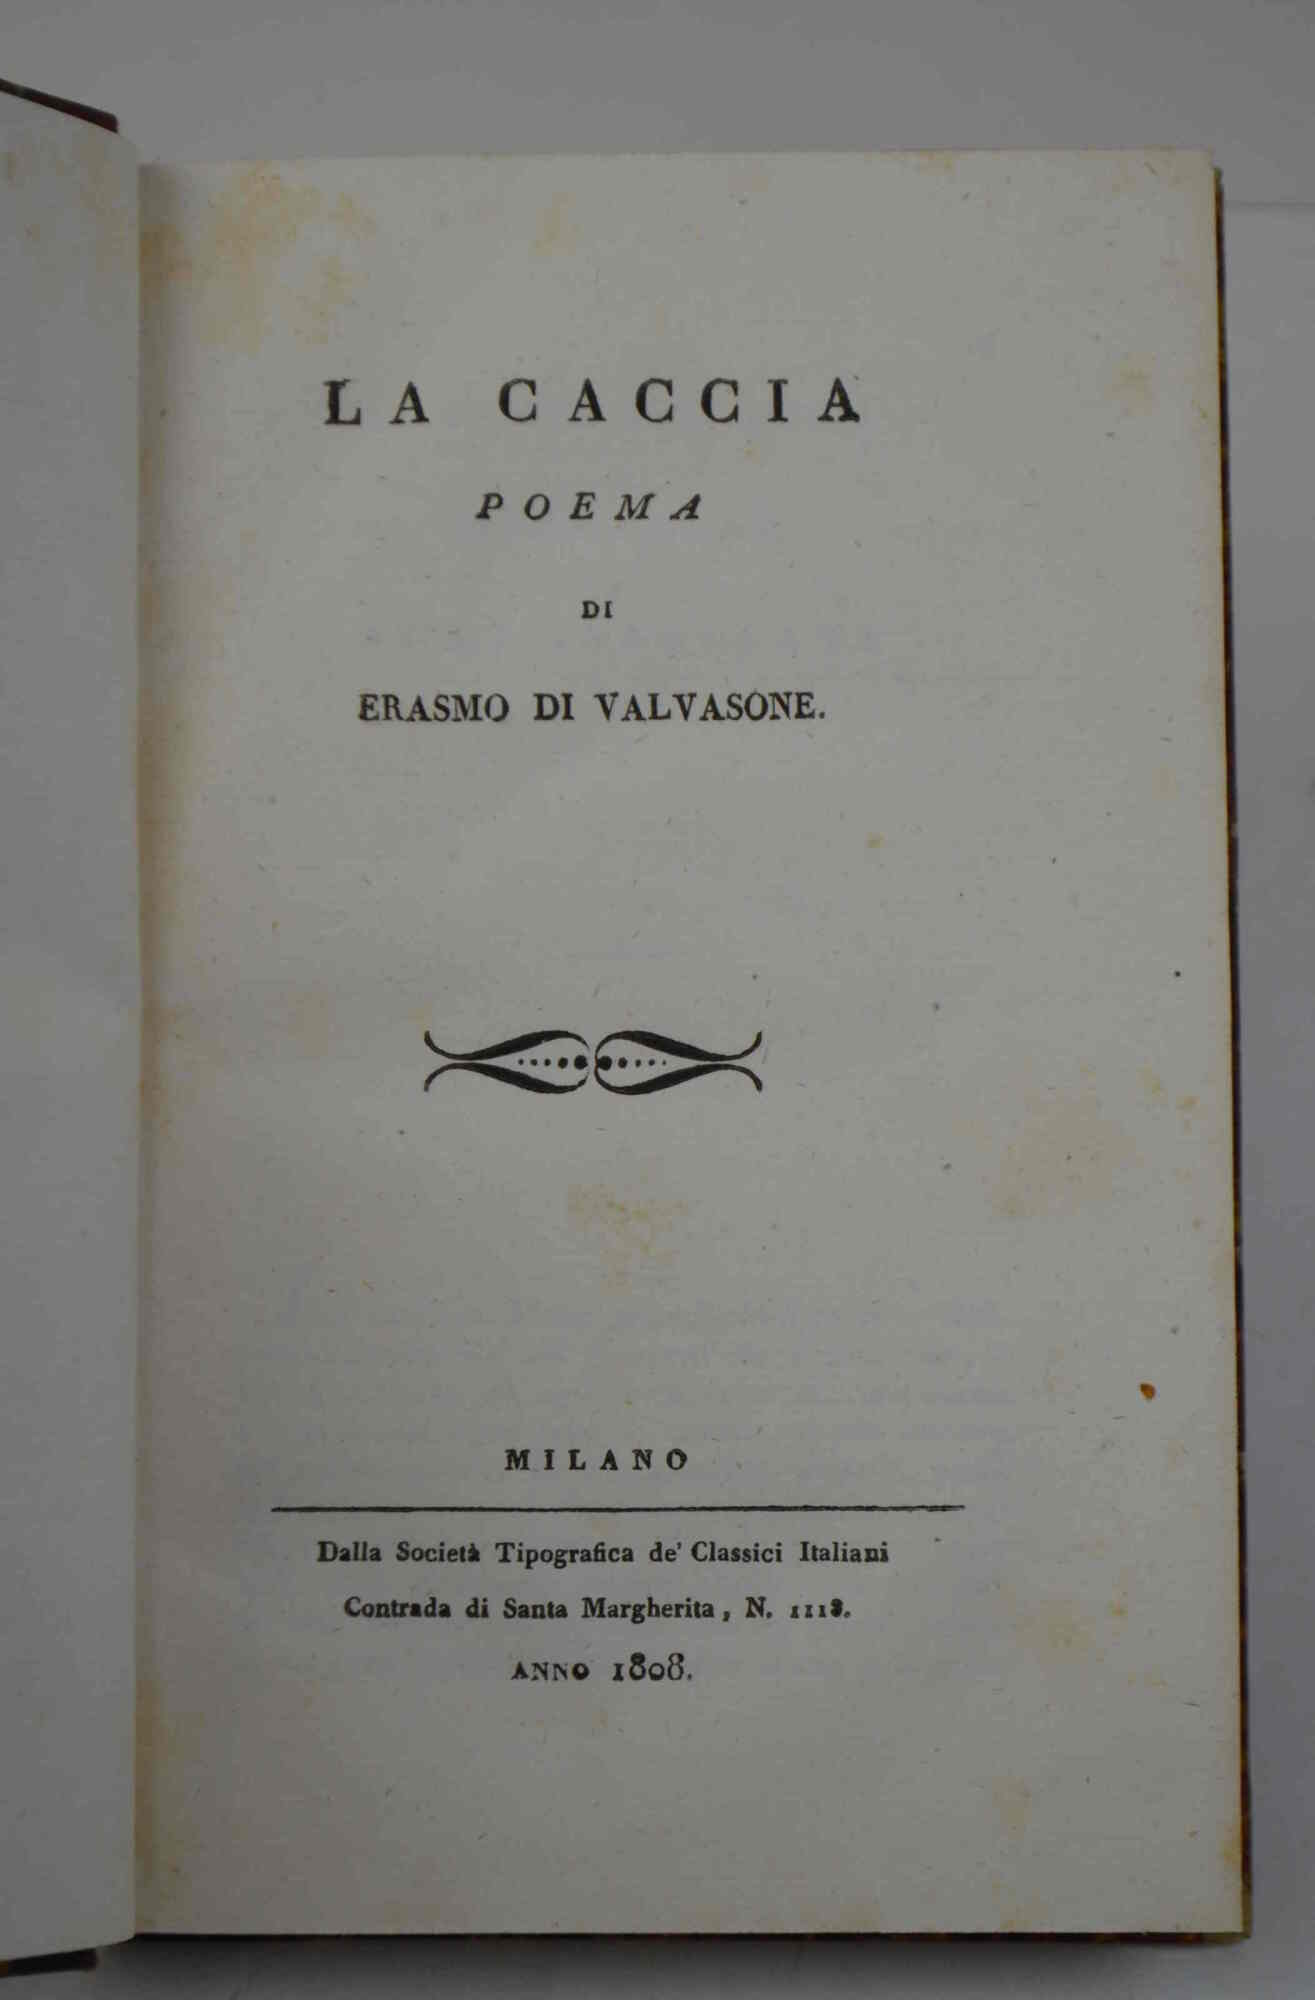 LA CACCIA
POEMA
DI
ERASMO DI VALVASONE.
MILANO
Dalla Società Tipografica de' Classici Italiani
Contrada di Santa Margherita, N. 1118.
ANNO 1808.